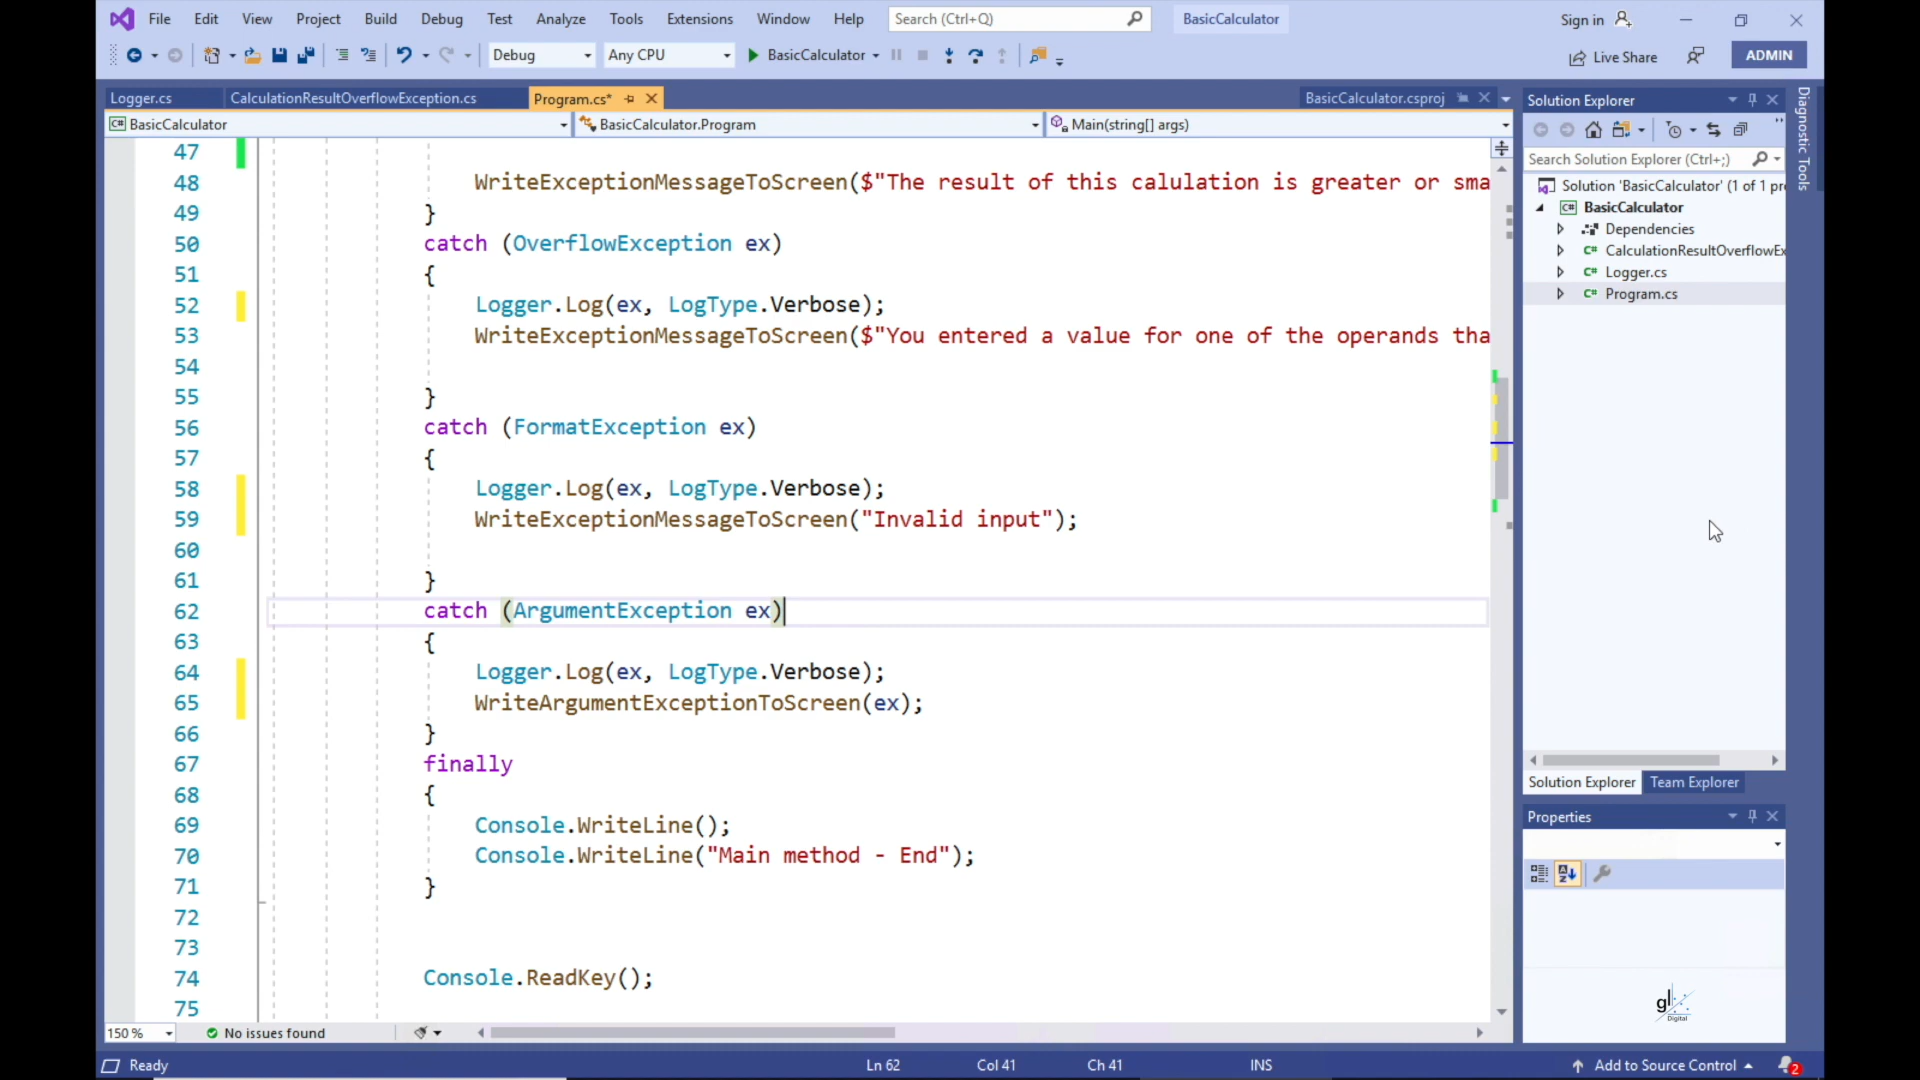 File Edit View Project Build Debug Test Analyze Tools Extensions Window Help Search (Ctrl+Q) BasicCalculator Sign in
Debug Any CPU BasicCalculator Live Share ADMIN
Logger.cs CalculationResultOverflowException.cs Program.cs* BasicCalculator.csproj
BasicCalculator BasicCalculator.Program Main(string[] args)
47
48 WriteExceptionMessageToScreen($"The result of this calulation is greater or sma
49 }
50 catch (OverflowException ex)
51 {
52 Logger.Log(ex, LogType.Verbose);
53 WriteExceptionMessageToScreen($"You entered a value for one of the operands tha
54
55 }
56 catch (FormatException ex)
57 {
58 Logger.Log(ex, LogType.Verbose);
59 WriteExceptionMessageToScreen("Invalid input");
60
61 }
62 catch (ArgumentException ex)
63 {
64 Logger.Log(ex, LogType.Verbose);
65 WriteArgumentExceptionToScreen(ex);
66 }
67 finally
68 {
69 Console.WriteLine();
70 Console.WriteLine("Main method - End");
71 }
72
73
74 Console.ReadKey();
75
150 % No issues found
Solution Explorer
Search Solution Explorer (Ctrl+;)
Solution 'BasicCalculator' (1 of 1 pr
BasicCalculator
Dependencies
CalculationResultOverflowEx
Logger.cs
Program.cs
Solution Explorer Team Explorer
Properties
gl
Digital
Diagnostic Tools
Ready Ln 62 Col 41 Ch 41 INS Add to Source Control 2